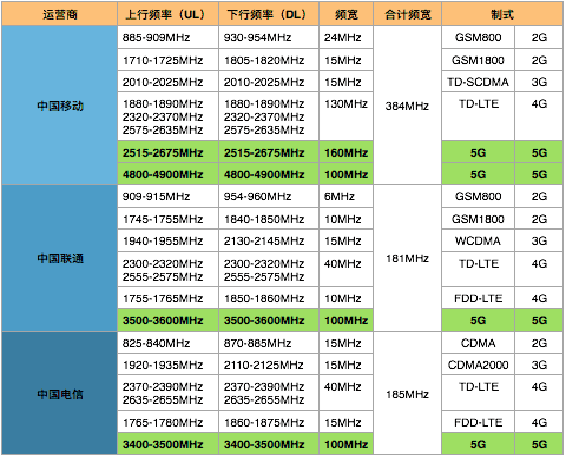 运营商 上行频率（UL） 下行频率（DL） 频宽 合计频宽 制式
中国移动 885-909MHz 930-954MHz 24MHz 384MHz GSM800 2G
1710-1725MHz 1805-1820MHz 15MHz GSM1800 2G
2010-2025MHz 2010-2025MHz 15MHz TD-SCDMA 3G
1880-1890MHz 1880-1890MHz 130MHz TD-LTE 4G
2320-2370MHz 2320-2370MHz
2575-2635MHz 2575-2635MHz
2515-2675MHz 2515-2675MHz 160MHz 5G 5G
4800-4900MHz 4800-4900MHz 100MHz 5G 5G
中国联通 909-915MHz 954-960MHz 6MHz 181MHz GSM800 2G
1745-1755MHz 1840-1850MHz 10MHz GSM1800 2G
1940-1955MHz 2130-2145MHz 15MHz WCDMA 3G
2300-2320MHz 2300-2320MHz 40MHz TD-LTE 4G
2555-2575MHz 2555-2575MHz
1755-1765MHz 1850-1860MHz 10MHz FDD-LTE 4G
3500-3600MHz 3500-3600MHz 100MHz 5G 5G
中国电信 825-840MHz 870-885MHz 15MHz 185MHz CDMA 2G
1920-1935MHz 2110-2125MHz 15MHz CDMA2000 3G
2370-2390MHz 2370-2390MHz 40MHz TD-LTE 4G
2635-2655MHz 2635-2655MHz
1765-1780MHz 1860-1875MHz 15MHz FDD-LTE 4G
3400-3500MHz 3400-3500MHz 100MHz 5G 5G